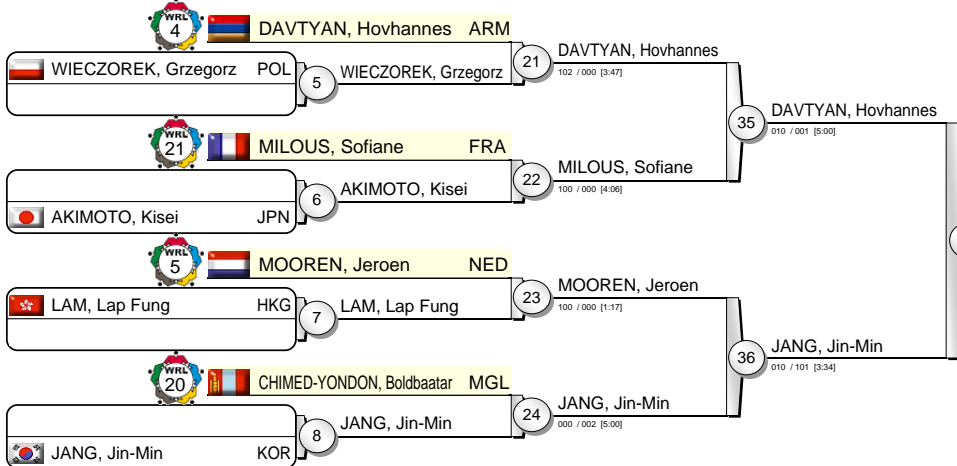 WRL
4
DAVTYAN, Hovhannes ARM
WIECZOREK, Grzegorz POL
5
WIECZOREK, Grzegorz
21
DAVTYAN, Hovhannes
102 / 000 [3:47]
WRL
21
MILOUS, Sofiane FRA
AKIMOTO, Kisei JPN
6
AKIMOTO, Kisei
22
MILOUS, Sofiane
100 / 000 [4:06]
35
DAVTYAN, Hovhannes
010 / 001 [5:00]
WRL
5
MOOREN, Jeroen NED
LAM, Lap Fung HKG
7
LAM, Lap Fung
23
MOOREN, Jeroen
100 / 000 [1:17]
WRL
20
CHIMED-YONDON, Boldbaatar MGL
JANG, Jin-Min KOR
8
JANG, Jin-Min
24
JANG, Jin-Min
000 / 002 [5:00]
36
JANG, Jin-Min
010 / 101 [3:34]